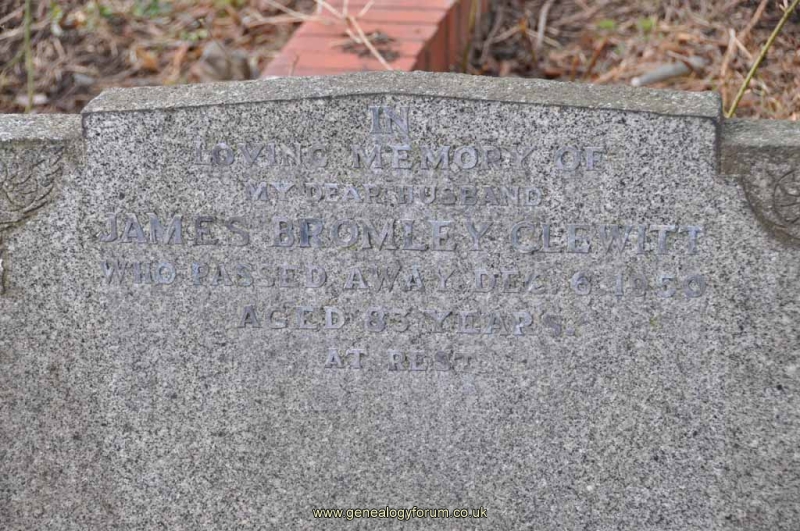 IN
LOVING MEMORY OF
MY DEAR HUSBAND
JAMES BROMLEY CLEWITT
WHO PASSED AWAY DEC. 6. 1950
AGED 83 YEARS.
AT REST
www.genealogyforum.co.uk